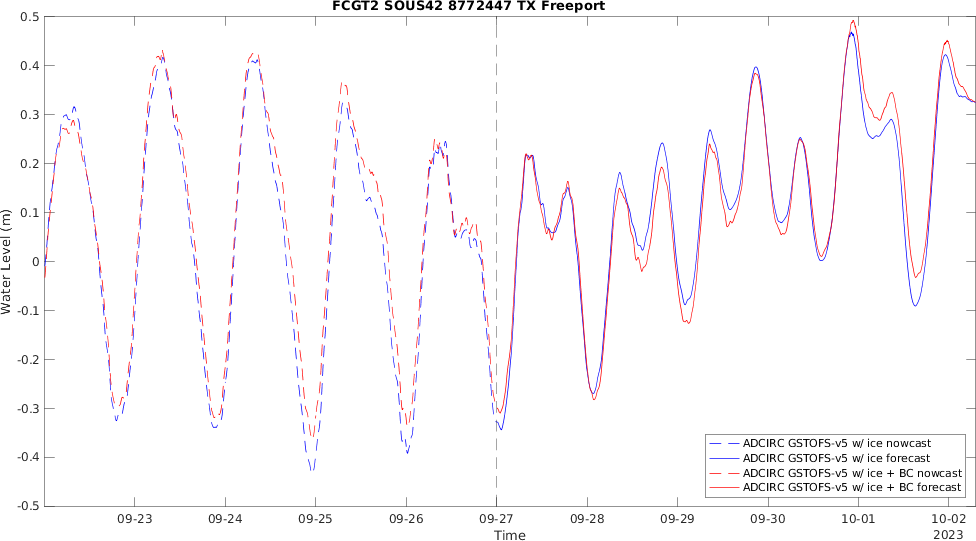 FCGT2 SOUS42 8772447 TX Freeport
0.5
0.4
0.3
0.2
0.1
0
-0.1
-0.2
-0.3
-0.4
-0.5
Water Level (m)
ADCIRC GSTOFS-v5 w/ ice nowcast
ADCIRC GSTOFS-v5 w/ ice forecast
ADCIRC GSTOFS-v5 w/ ice + BC nowcast
ADCIRC GSTOFS-v5 w/ ice + BC forecast
09-23 09-24 09-25 09-26 09-27 09-28 09-29 09-30 10-01 10-02
Time 2023